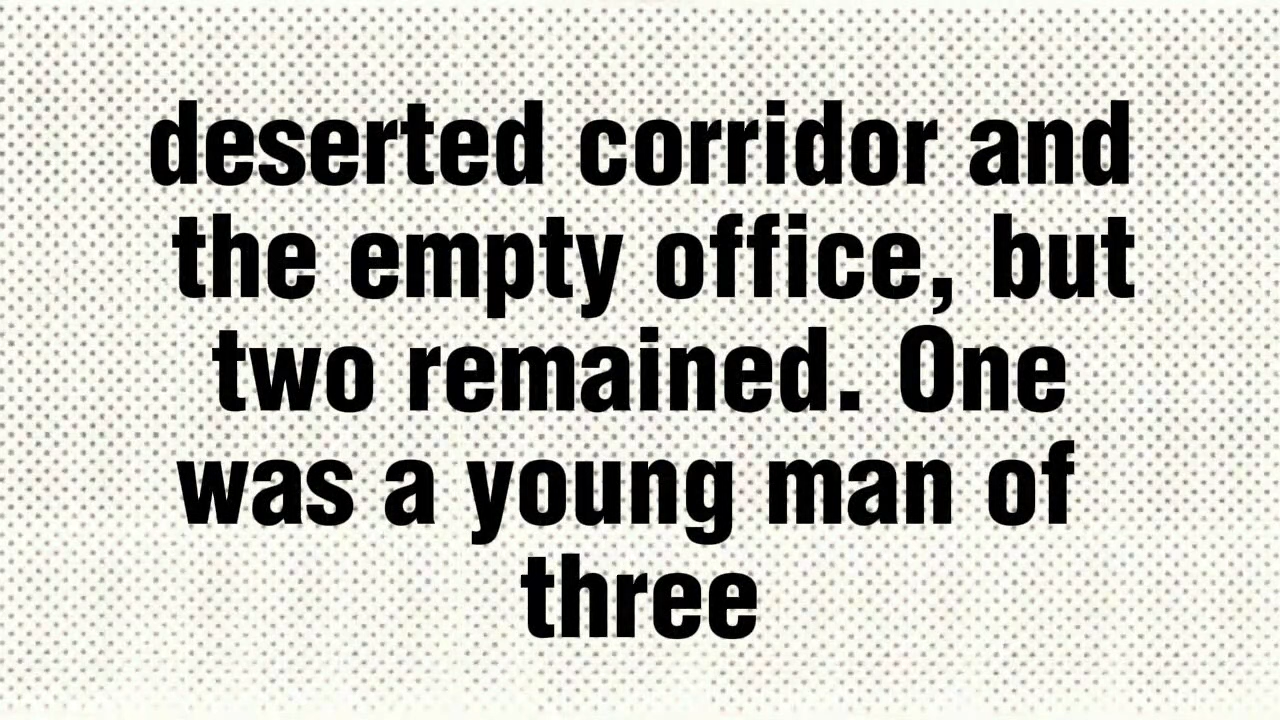 deserted corridor and
the empty office, but
two remained. One
was a young man of
three